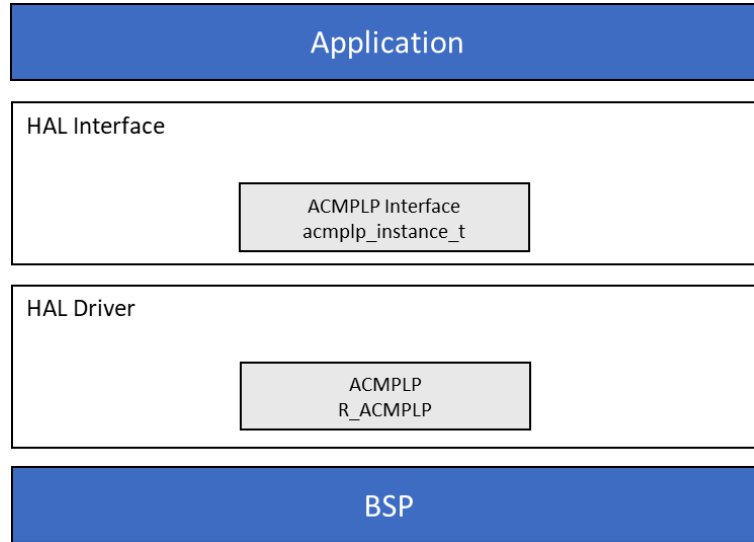 Application
HAL Interface
ACMPLP Interface
acmplp_instance_t
HAL Driver
ACMPLP
R_ACMPLP
BSP